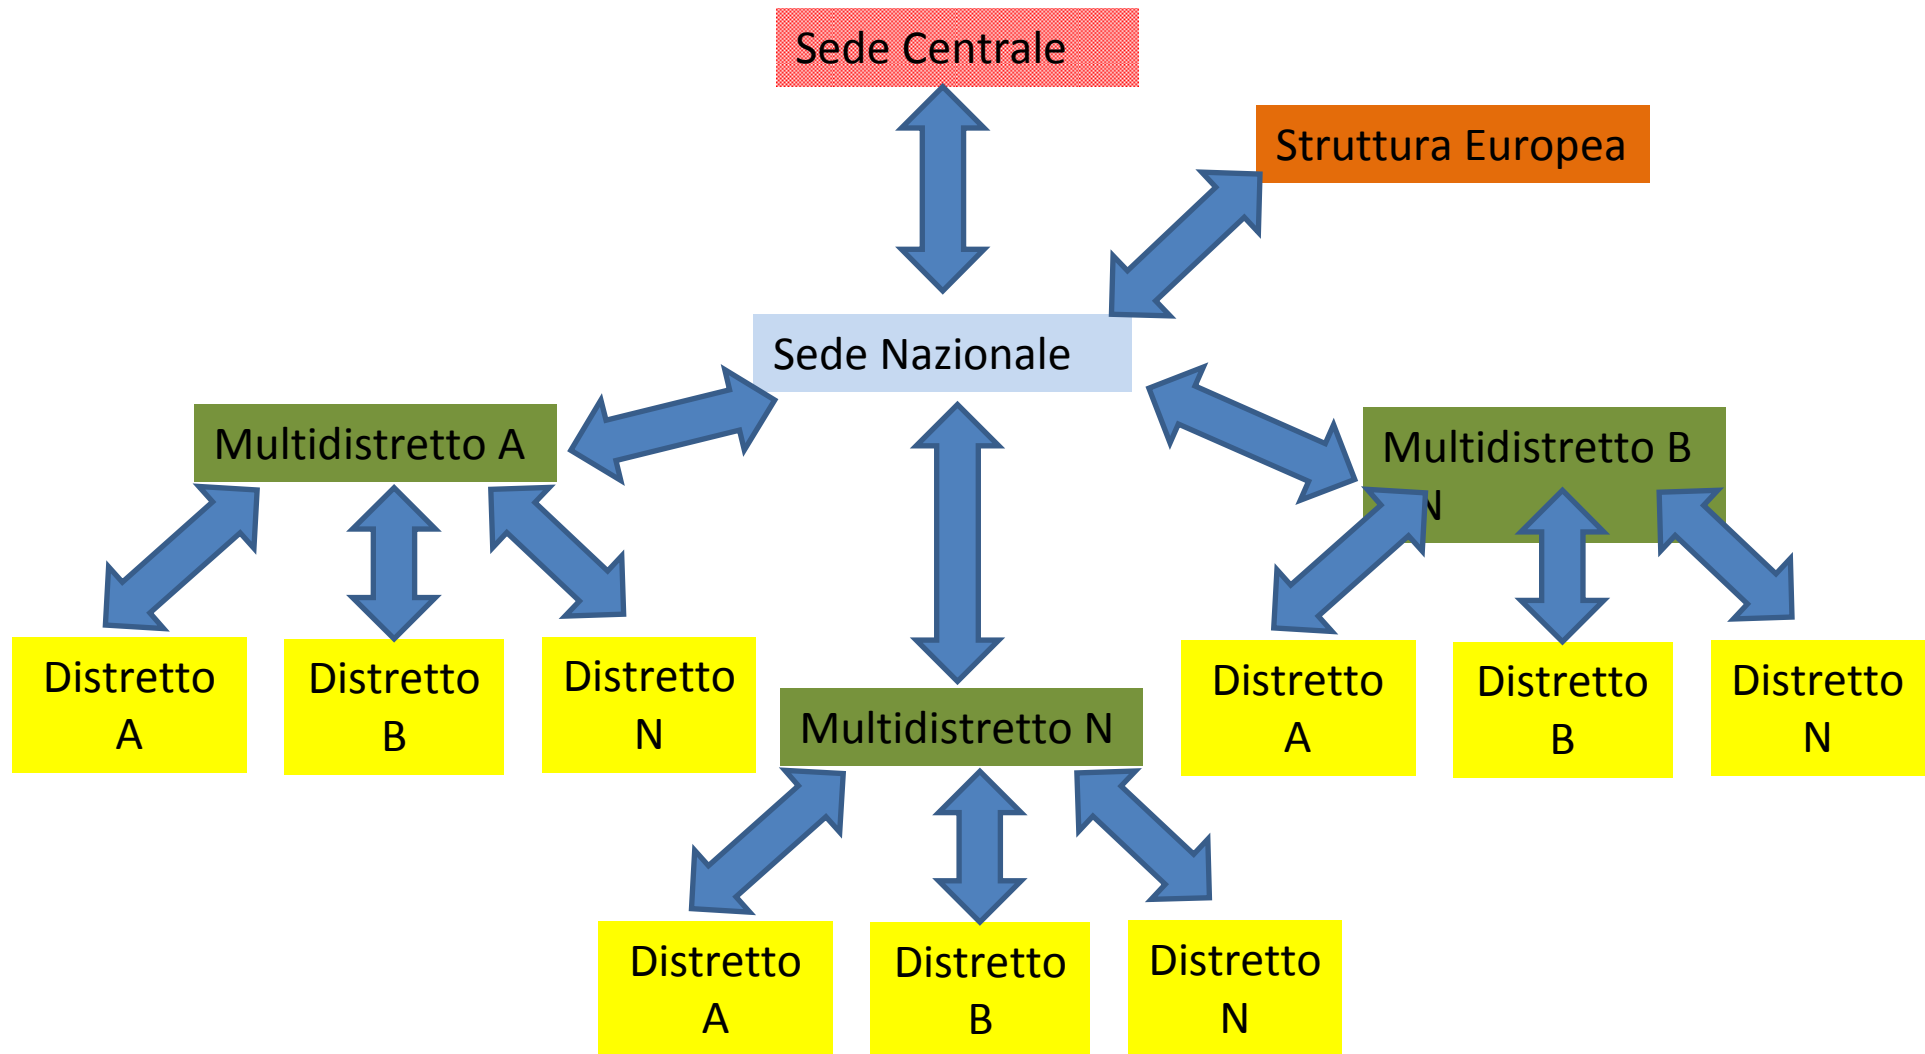 Sede Centrale
Struttura Europea
Sede Nazionale
Multidistretto A
Multidistretto B
N
Distretto
A
Distretto
B
Distretto
N
Distretto
A
Distretto
B
Distretto
N
Multidistretto N
Distretto
A
Distretto
B
Distretto
N